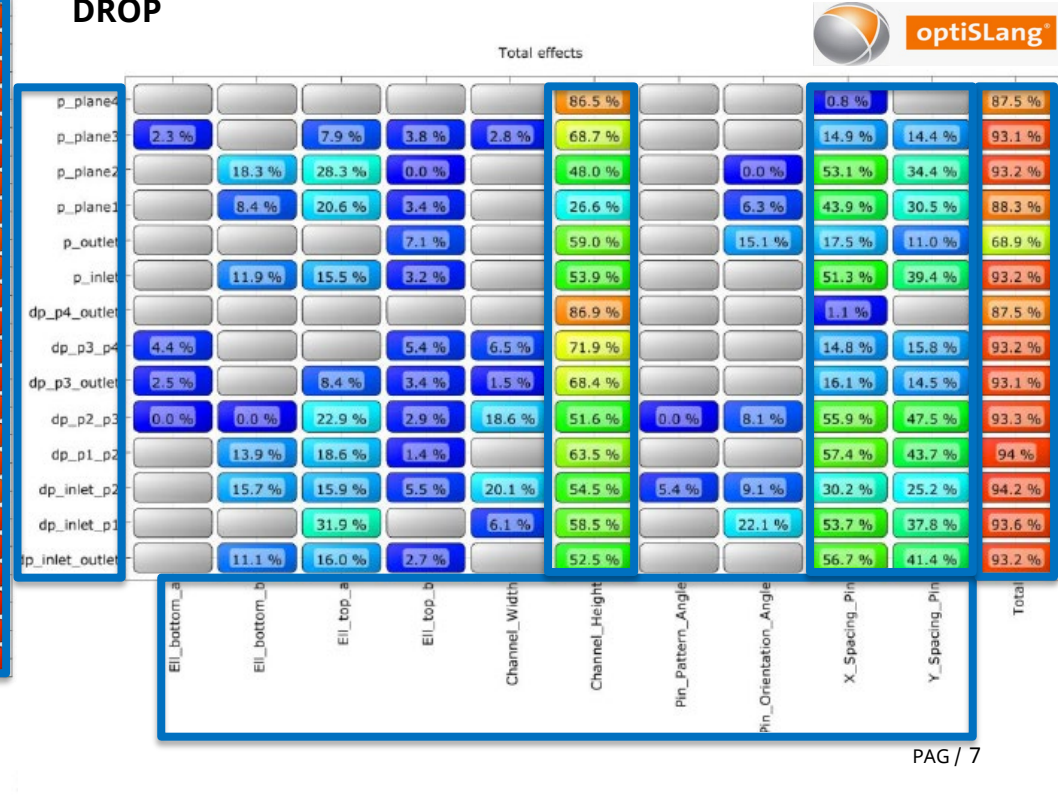 DROP
optiSLang®
Total effects
p_plane4 86.5 % 0.8 % 87.5 %
p_plane3 2.3 % 7.9 % 3.8 % 2.8 % 68.7 % 14.9 % 14.4 % 93.1 %
p_plane2 18.3 % 28.3 % 0.0 % 48.0 % 0.0 % 53.1 % 34.4 % 93.2 %
p_plane1 8.4 % 20.6 % 3.4 % 26.6 % 6.3 % 43.9 % 30.5 % 88.3 %
p_outlet 7.1 % 59.0 % 15.1 % 17.5 % 11.0 % 68.9 %
p_inlet 11.9 % 15.5 % 3.2 % 53.9 % 51.3 % 39.4 % 93.2 %
dp_p4_outlet 86.9 % 1.1 % 87.5 %
dp_p3_p4 4.4 % 5.4 % 6.5 % 71.9 % 14.8 % 15.8 % 93.2 %
dp_p3_outlet 2.5 % 8.4 % 3.4 % 1.5 % 68.4 % 16.1 % 14.5 % 93.1 %
dp_p2_p3 0.0 % 0.0 % 22.9 % 2.9 % 18.6 % 51.6 % 0.0 % 8.1 % 55.9 % 47.5 % 93.3 %
dp_p1_p2 13.9 % 18.6 % 1.4 % 63.5 % 57.4 % 43.7 % 94 %
dp_inlet_p2 15.7 % 15.9 % 5.5 % 20.1 % 54.5 % 5.4 % 9.1 % 30.2 % 25.2 % 94.2 %
dp_inlet_p1 31.9 % 6.1 % 58.5 % 22.1 % 53.7 % 37.8 % 93.6 %
dp_inlet_outlet 11.1 % 16.0 % 2.7 % 52.5 % 56.7 % 41.4 % 93.2 %
Ell_bottom_a
Ell_bottom_b
Ell_top_a
Ell_top_b
Channel_Width
Channel_Height
Pin_Pattern_Angle
Pin_Orientation_Angle
X_Spacing_Pin
Y_Spacing_Pin
Total
PAG / 7